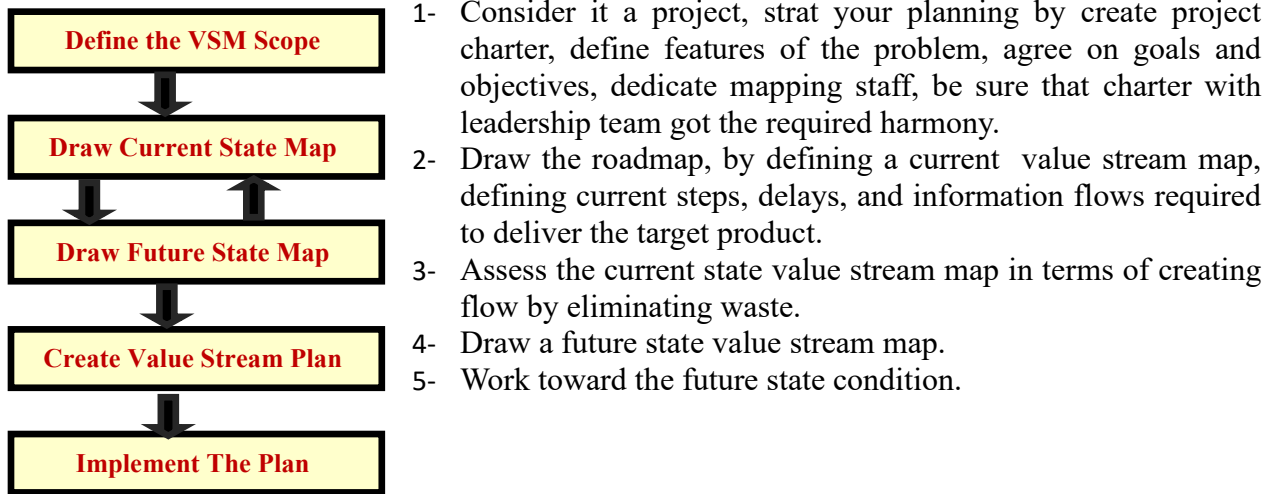 Define the VSM Scope
Draw Current State Map
Draw Future State Map
Create Value Stream Plan
Implement The Plan
1- Consider it a project, strat your planning by create project
charter, define features of the problem, agree on goals and
objectives, dedicate mapping staff, be sure that charter with
leadership team got the required harmony.
2- Draw the roadmap, by defining a current value stream map,
defining current steps, delays, and information flows required
to deliver the target product.
3- Assess the current state value stream map in terms of creating
flow by eliminating waste.
4- Draw a future state value stream map.
5- Work toward the future state condition.